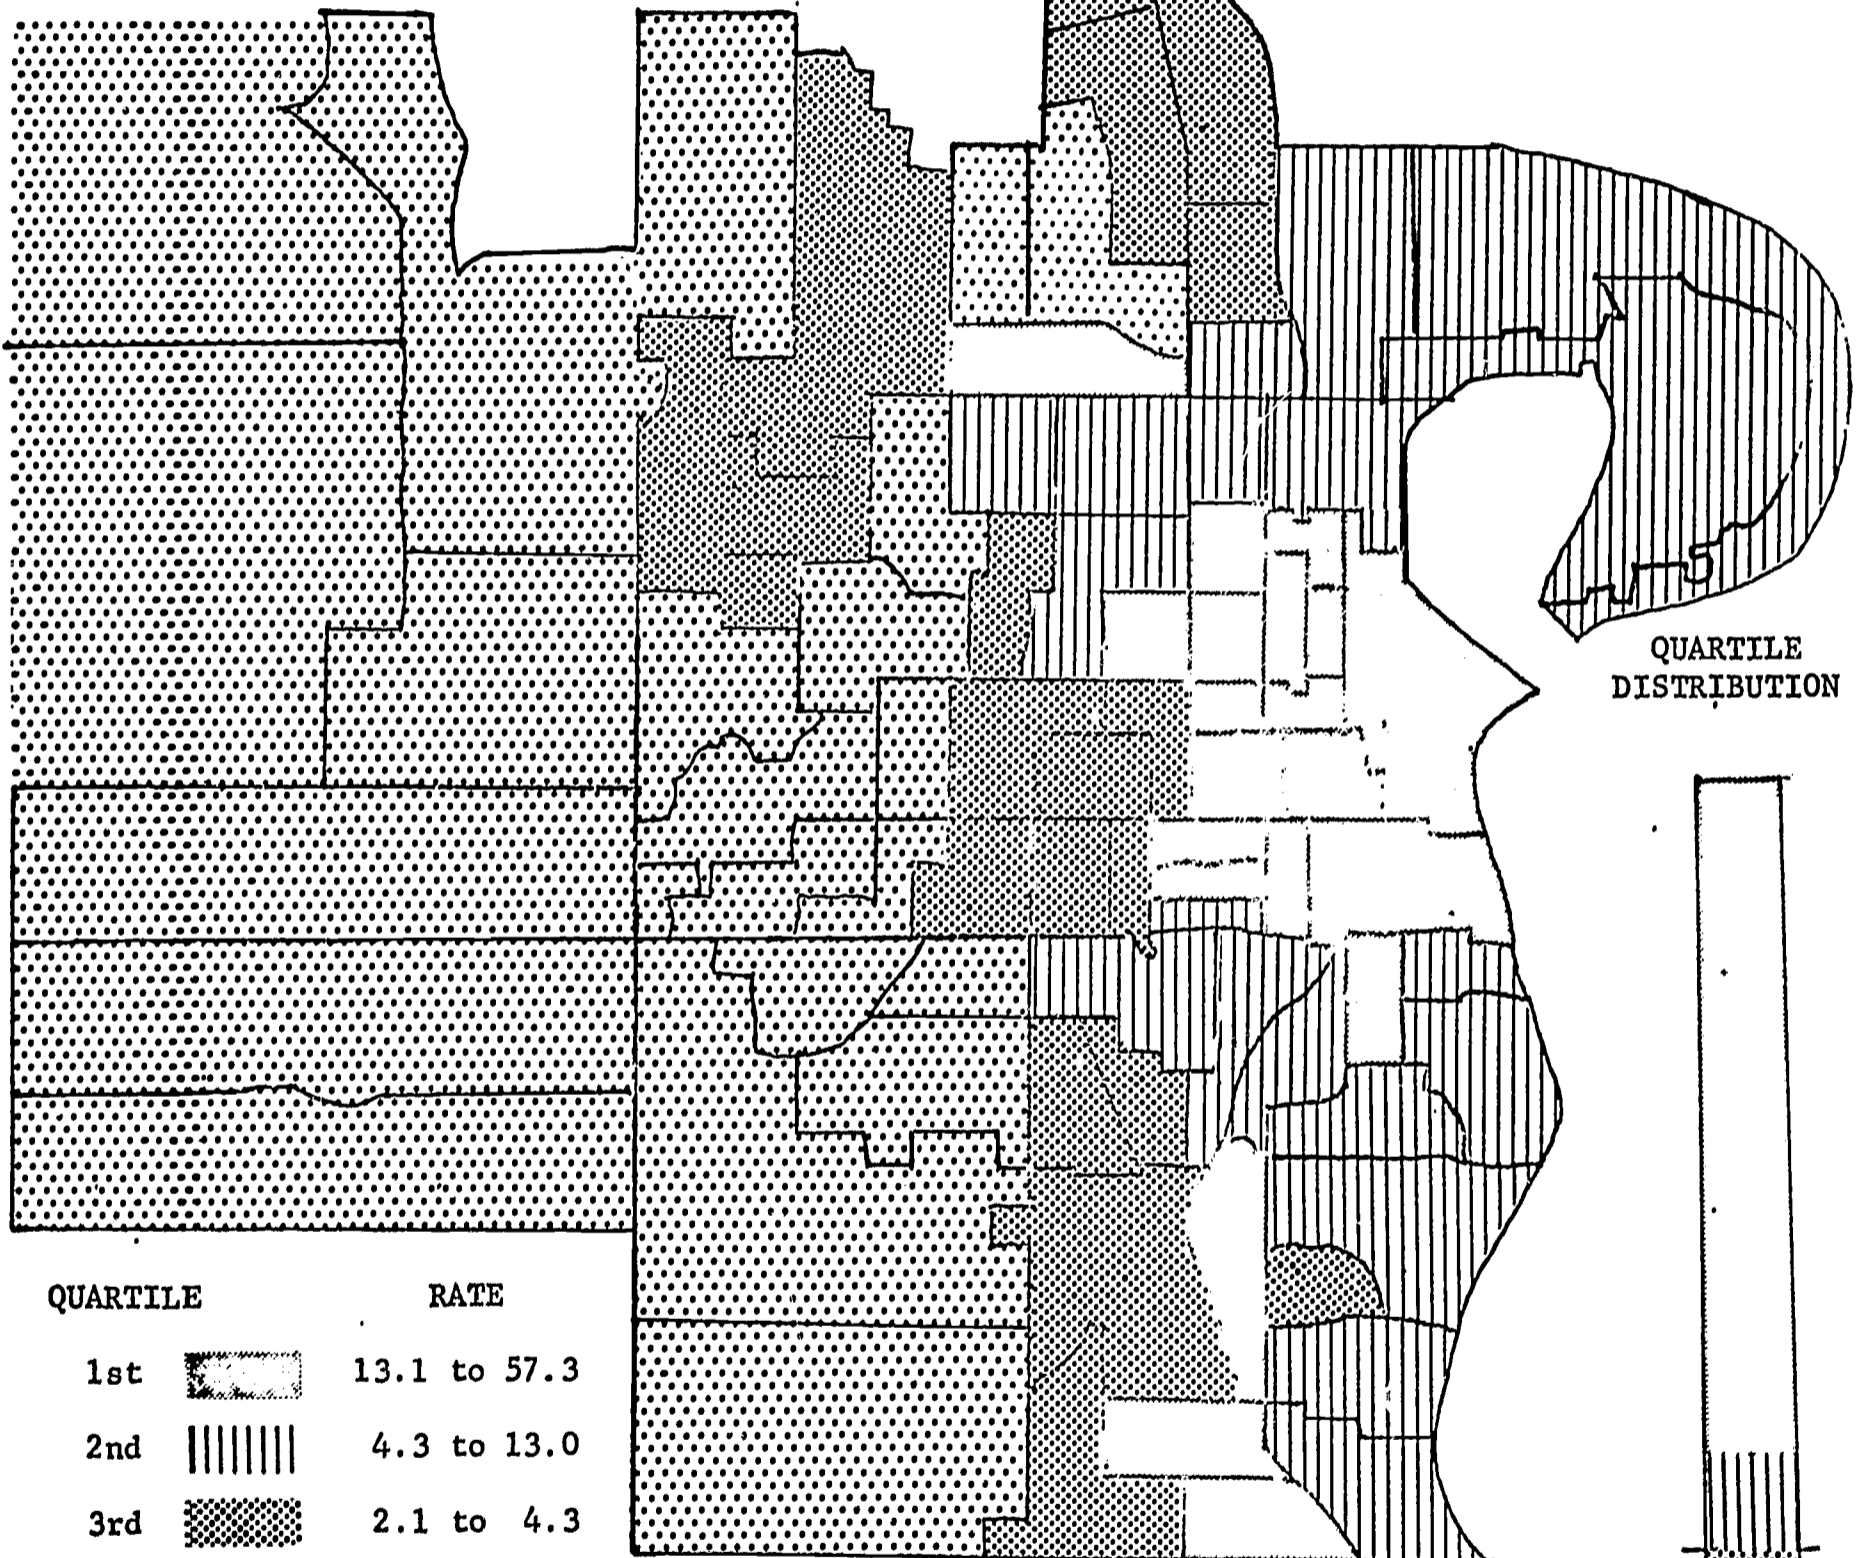 QUARTILE
DISTRIBUTION
QUARTILE RATE
1st 13.1 to 57.3
2nd 4.3 to 13.0
3rd 2.1 to 4.3